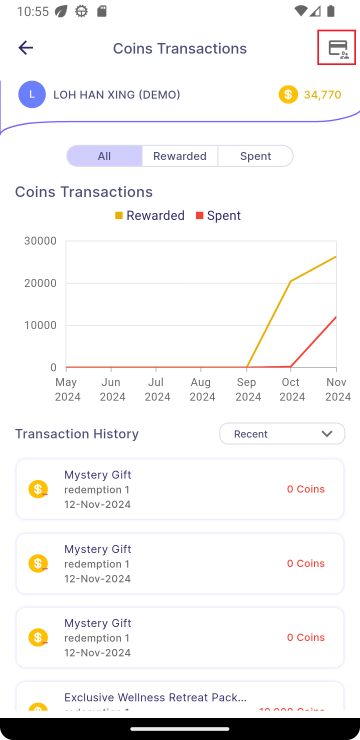 10:55
Coins Transactions
L LOH HAN XING (DEMO) $ 34,770
All Rewarded Spent
Coins Transactions
Rewarded Spent
30000
20000
10000
0
May Jun Jul Aug Sep Oct Nov
2024 2024 2024 2024 2024 2024 2024
Transaction History Recent
Mystery Gift
redemption 1
12-Nov-2024
0 Coins
Mystery Gift
redemption 1
12-Nov-2024
0 Coins
Mystery Gift
redemption 1
12-Nov-2024
0 Coins
Exclusive Wellness Retreat Pack...